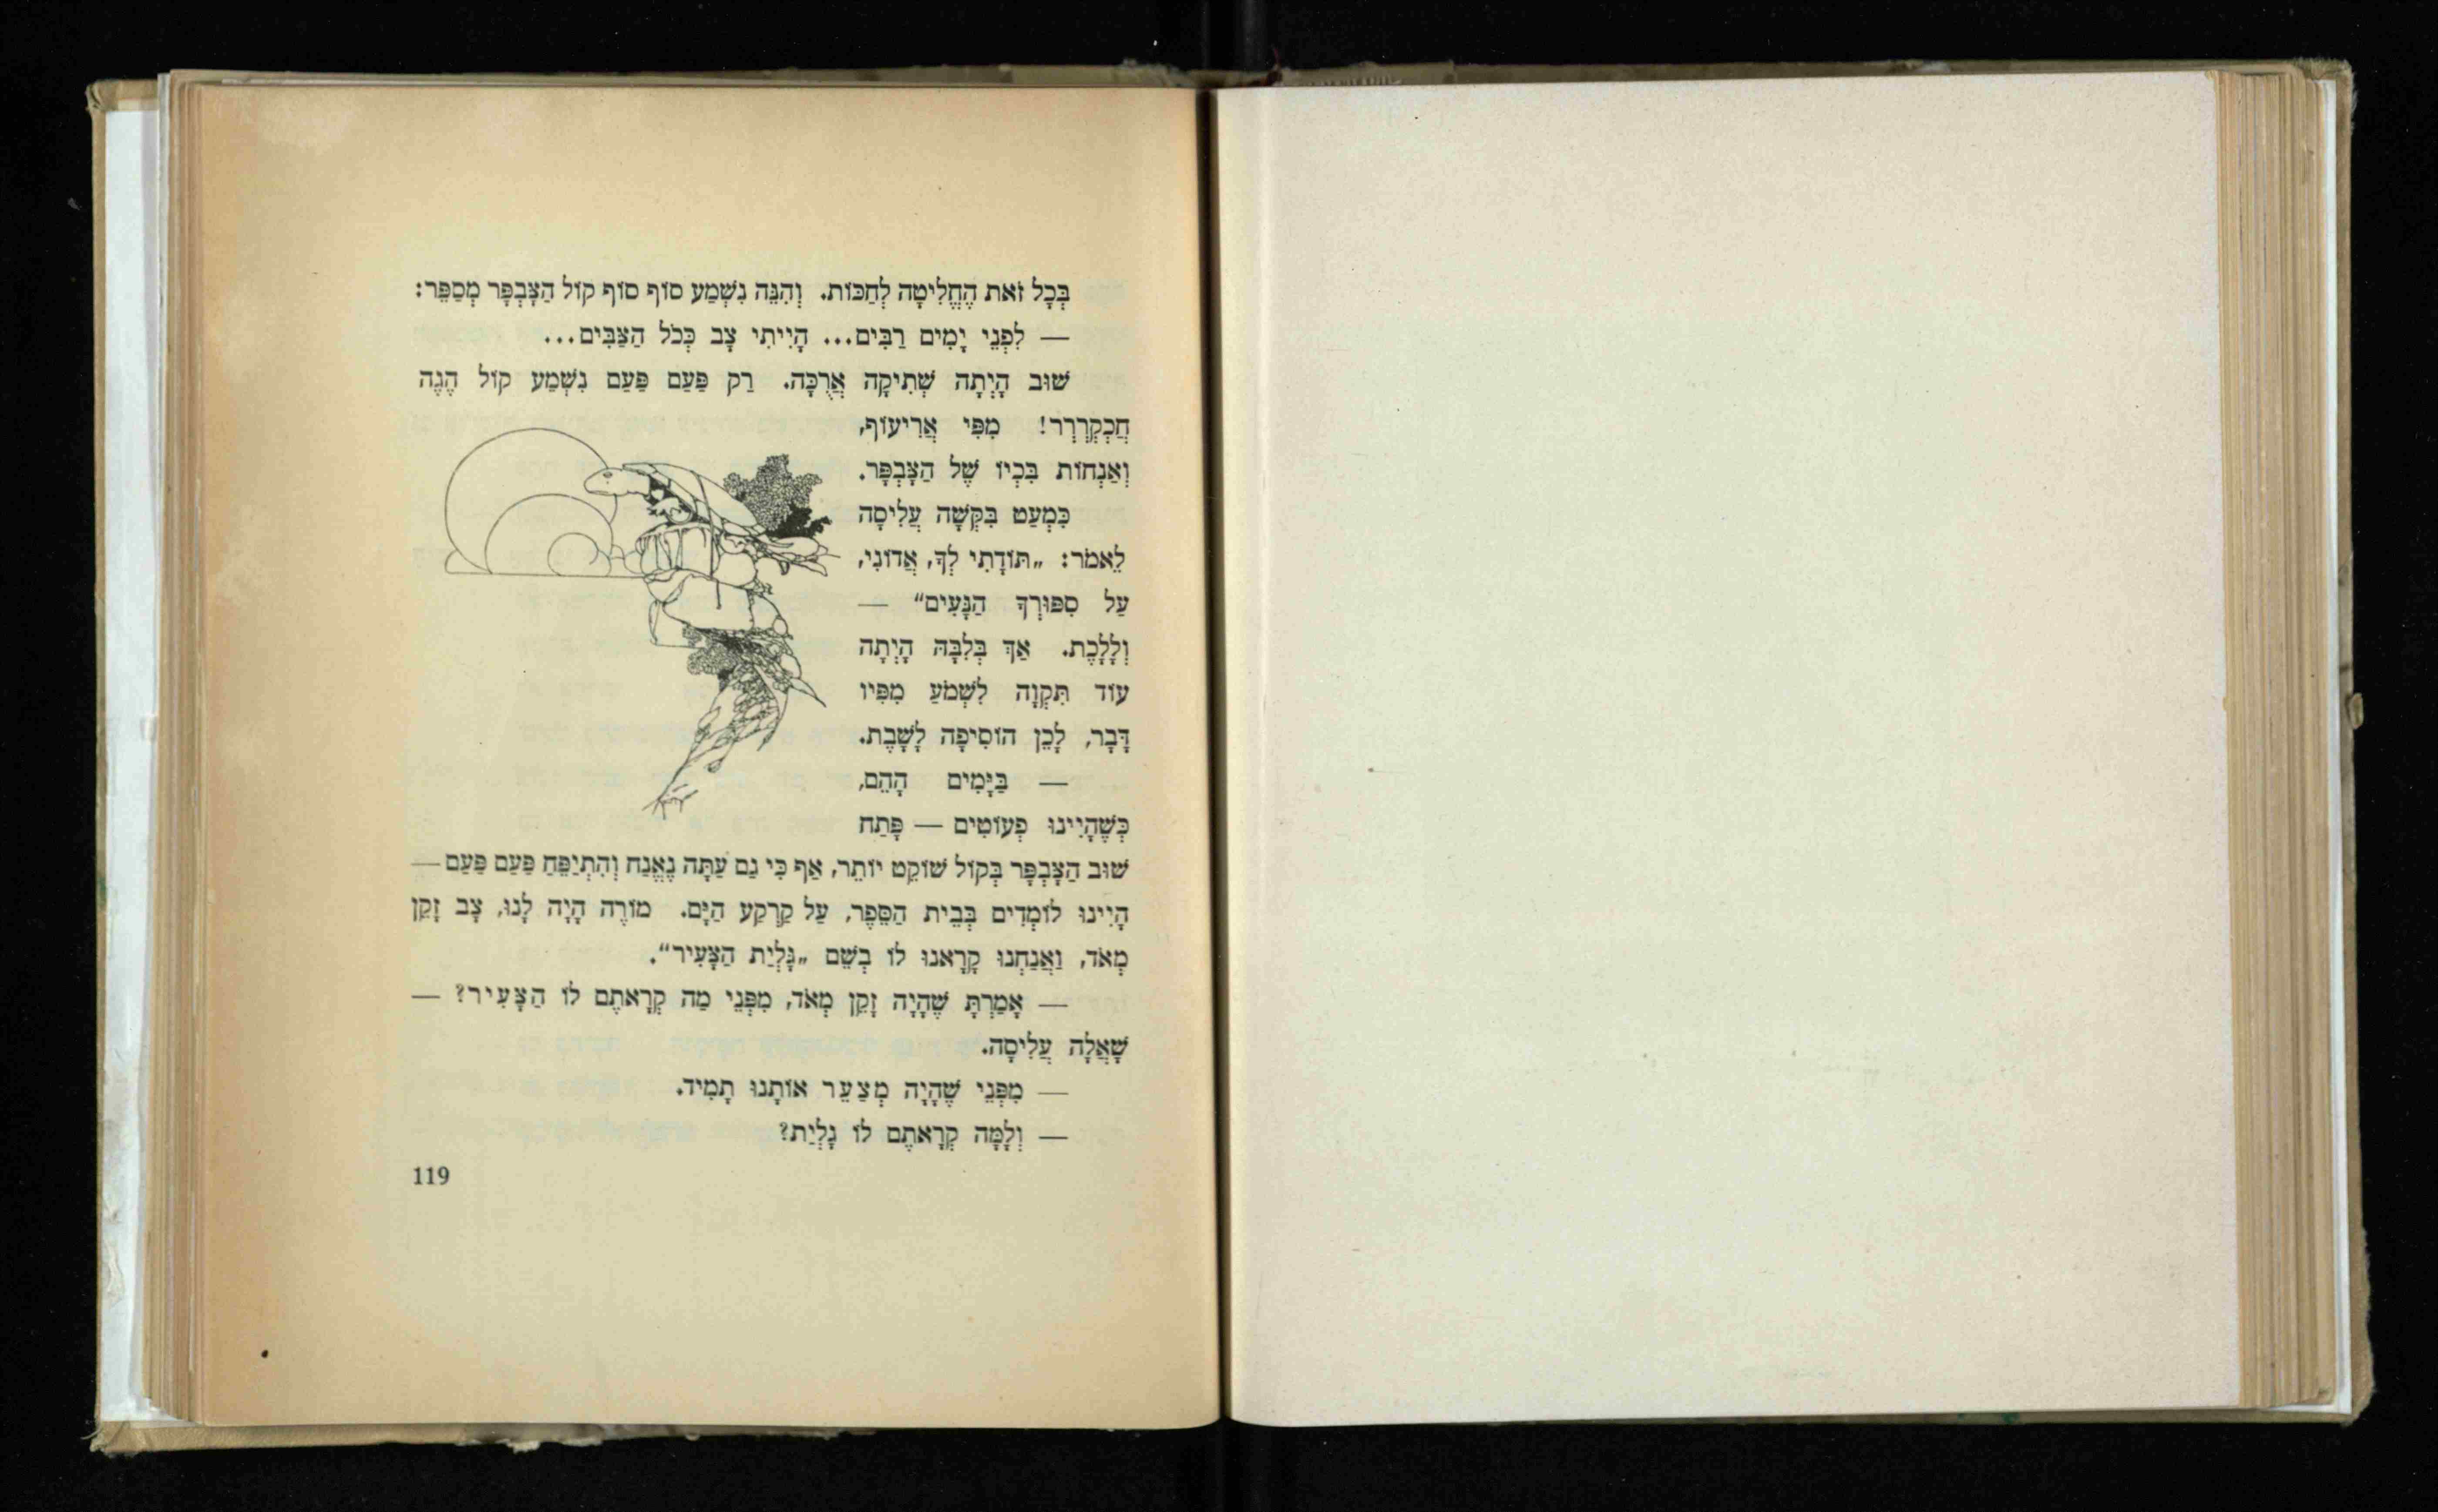 בְּכָל זֹאת הֶחֱלִיטָה לְחַכּוֹת. וְהִנֵּה נִשְׁמַע סוֹף סוֹף קוֹל הַצָּבְפָּר מְסַפֵּר:
— לִפְנֵי יָמִים רַבִּים... הָיִיתִי צָב כְּכֹל הַצַּבִּים...
שׁוּב הָיְתָה שְׁתִיקָה אֲרֻכָּה. רַק פַּעַם פַּעַם נִשְׁמַע קוֹל הֶגֶה
חֲכְקְרְרְר! מִפִּי אֲרִיעוֹף,
וְאַנְחוֹת בִּכְיוֹ שֶׁל הַצָּבְפָּר.
כִּמְעַט בִּקְּשָׁה עֲלִיסָה
לֵאמֹר: „תּוֹדָתִי לְךָ, אֲדוֹנִי,
עַל סִפּוּרְךָ הַנָּעִים“ —
וְלָלֶכֶת. אַךְ בְּלִבָּהּ הָיְתָה
עוֹד תִּקְוָה לִשְׁמֹעַ מִפִּיו
דָּבָר, לָכֵן הוֹסִיפָה לָשֶׁבֶת.
— בַּיָּמִים הָהֵם,
כְּשֶׁהָיִינוּ פְעוֹטִים — פָּתַח
שׁוּב הַצָּבְפָּר בְּקוֹל שׁוֹקֵט יוֹתֵר, אַף כִּי גַם עַתָּה נֶאֱנַח וְהִתְיַפֵּחַ פַּעַם פַּעַם —
הָיִינוּ לוֹמְדִים בְּבֵית הַסֵּפֶר, עַל קַרְקַע הַיָּם. מוֹרֶה הָיָה לָנוּ, צָב זָקֵן
מְאֹד, וַאֲנַחְנוּ קָרָאנוּ לוֹ בְשֵׁם „גָּלְיַת הַצָּעִיר“.
— אָמַרְתָּ שֶׁהָיָה זָקֵן מְאֹד, מִפְּנֵי מַה קְרָאתֶם לוֹ הַצָּעִיר? —
שָׁאֲלָה עֲלִיסָה.
— מִפְּנֵי שֶׁהָיָה מְצַעֵר אוֹתָנוּ תָמִיד.
— וְלָמָּה קְרָאתֶם לוֹ גָלְיַת?
119